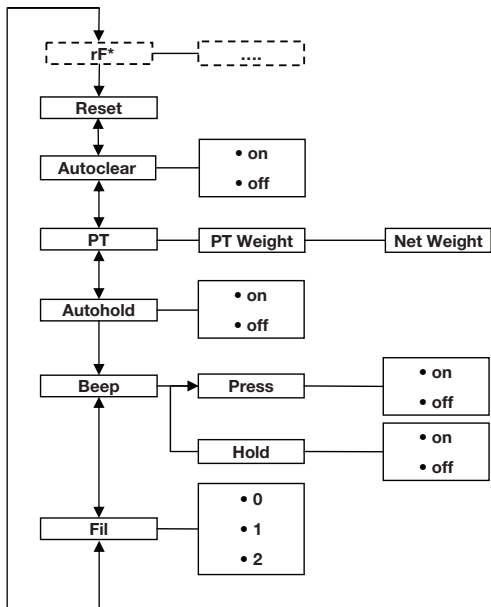 rF* ....
Reset
Autoclear
• on
• off
PT PT Weight Net Weight
Autohold
• on
• off
Beep Press
• on
• off
Hold
• on
• off
Fil
• 0
• 1
• 2